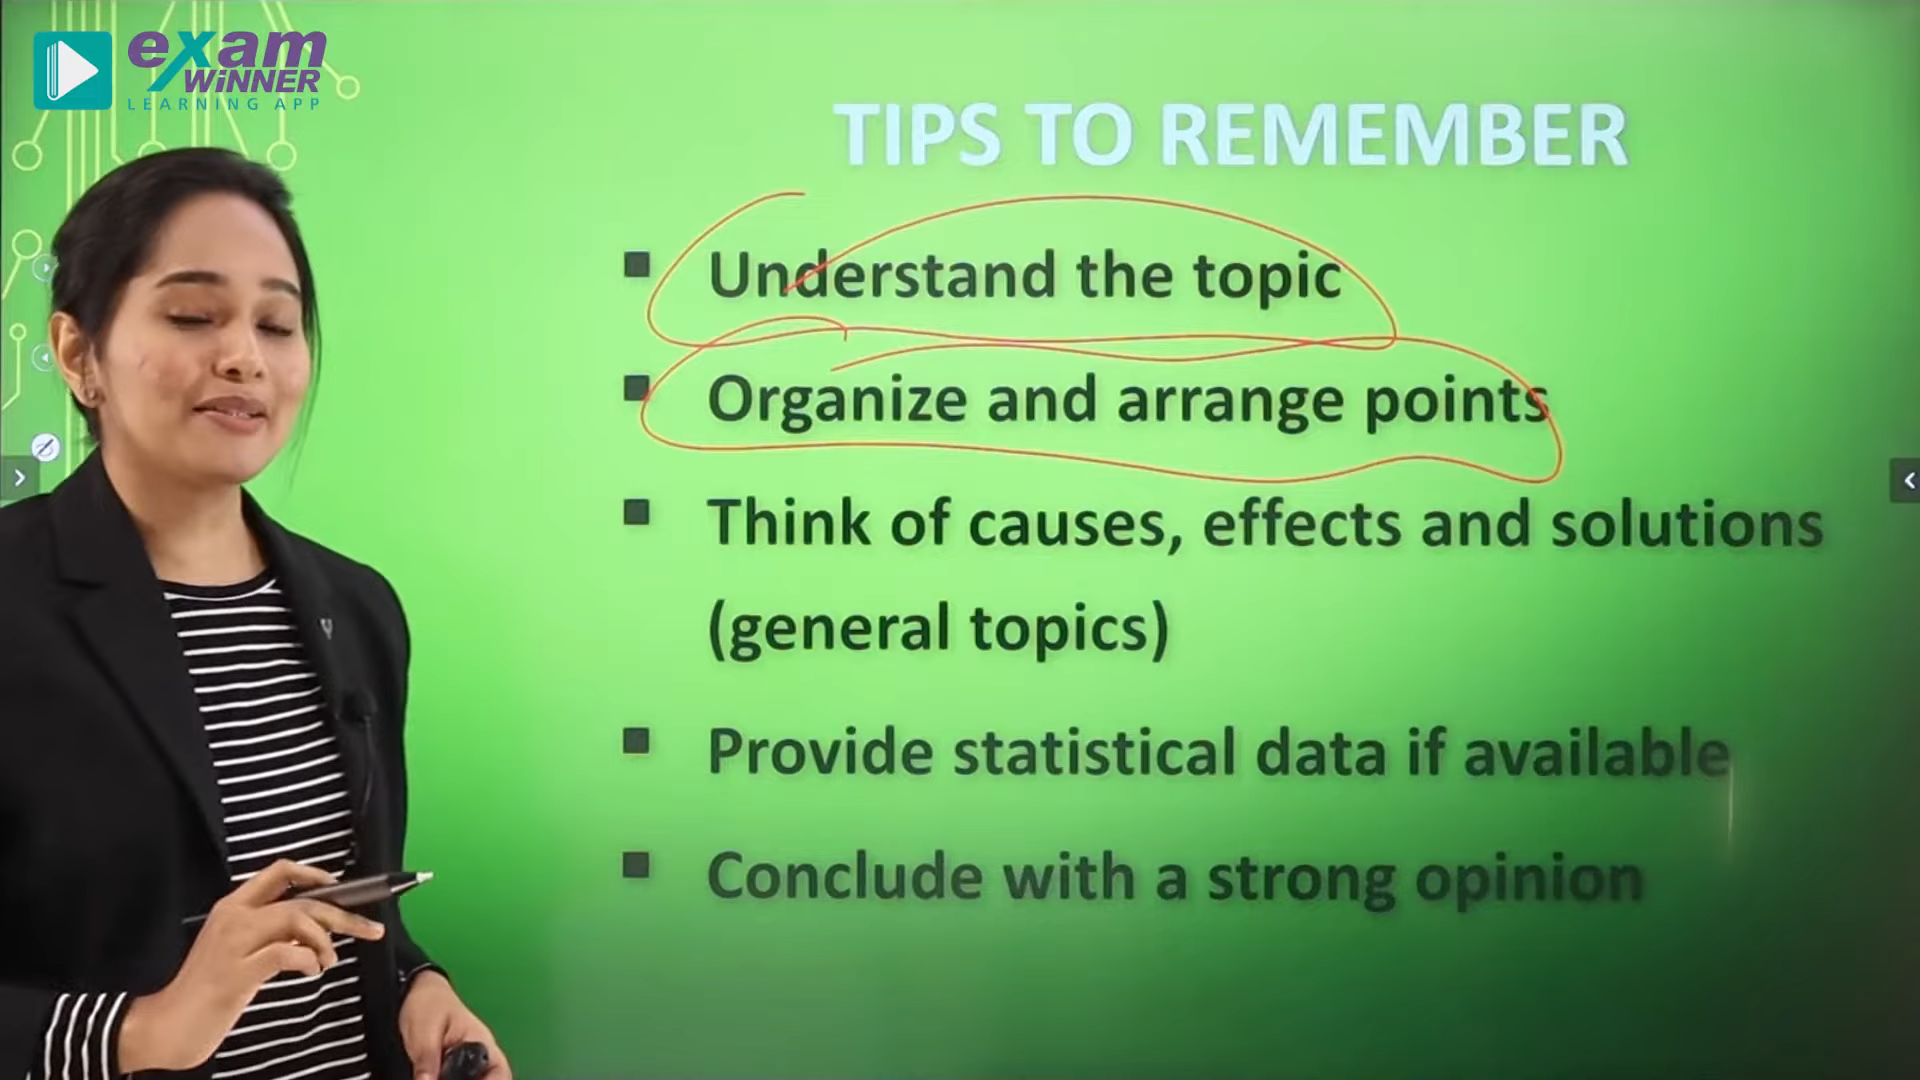 exam
WiNNER
LEARNING APP
TIPS TO REMEMBER
▪ Understand the topic
▪ Organize and arrange points
▪ Think of causes, effects and solutions
(general topics)
▪ Provide statistical data if available
▪ Conclude with a strong opinion